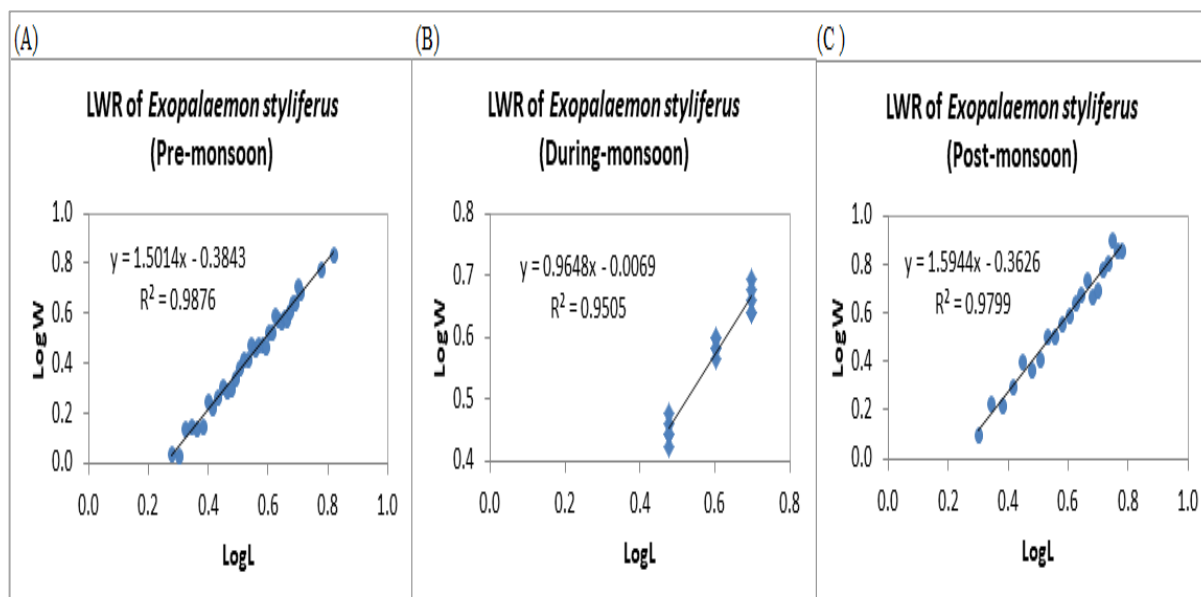 (A)
LWR of Exopalaemon styliferus
(Pre-monsoon)
1.0
0.8
0.6
0.4
0.2
0.0
y = 1.5014x - 0.3843
R² = 0.9876
LogW
0.0 0.2 0.4 0.6 0.8 1.0
LogL
(B)
LWR of Exopalaemon styliferus
(During-monsoon)
0.8
0.7
0.6
0.5
0.4
y = 0.9648x - 0.0069
R² = 0.9505
LogW
0.0 0.2 0.4 0.6 0.8
LogL
(C )
LWR of Exopalaemon styliferus
(Post-monsoon)
1.0
0.8
0.6
0.4
0.2
0.0
y = 1.5944x - 0.3626
R² = 0.9799
LogW
0.0 0.2 0.4 0.6 0.8 1.0
LogL